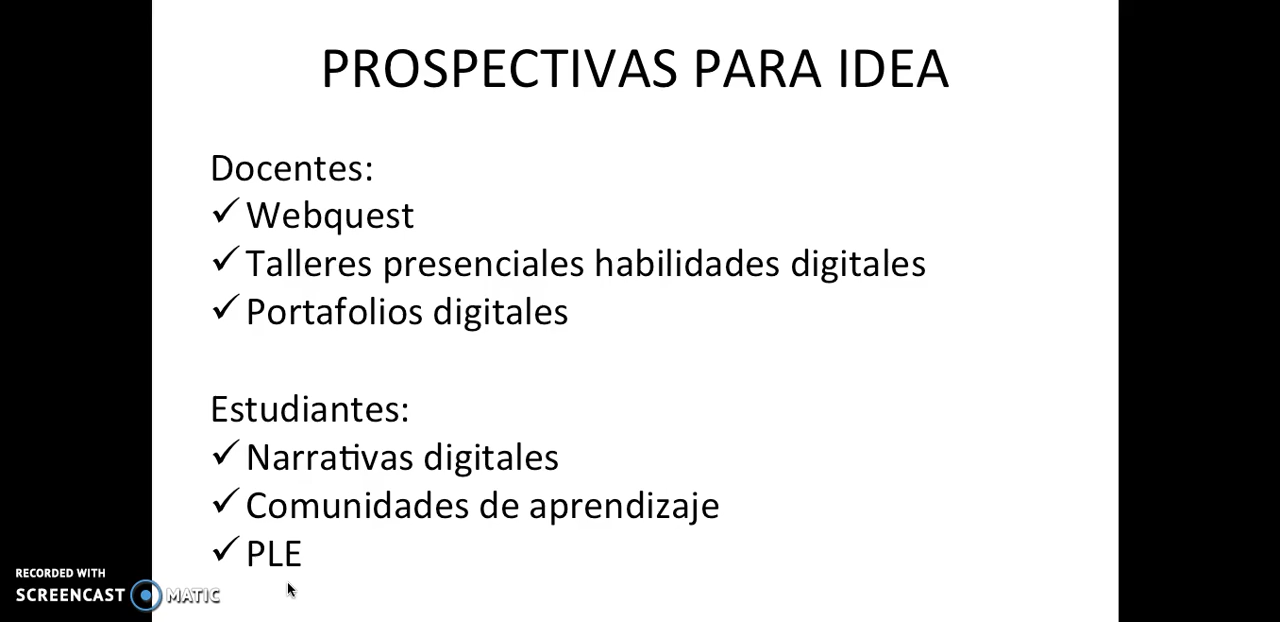 PROSPECTIVAS PARA IDEA
Docentes:
✓ Webquest
✓ Talleres presenciales habilidades digitales
✓ Portafolios digitales
Estudiantes:
✓ Narrativas digitales
✓ Comunidades de aprendizaje
✓ PLE
RECORDED WITH
SCREENCAST MATIC